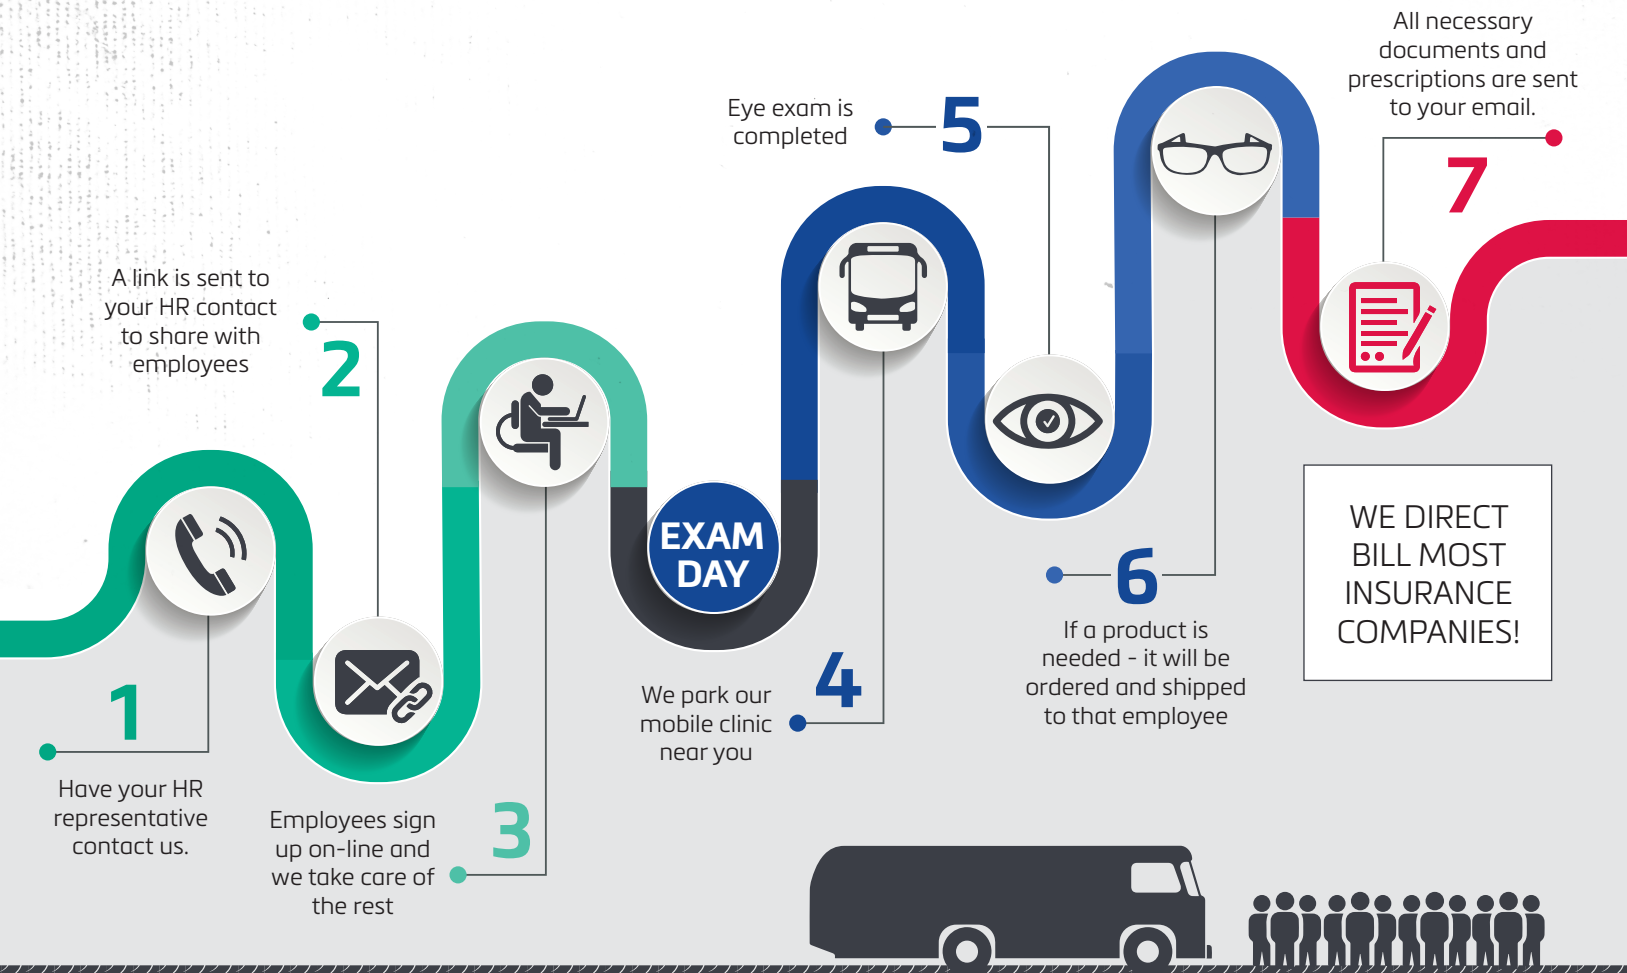 1
Have your HR
representative
contact us.
A link is sent to
your HR contact
to share with
employees
2
Employees sign
up on-line and
we take care of
the rest
3
EXAM
DAY
We park our
mobile clinic
near you
4
Eye exam is
completed
5
6
If a product is
needed - it will be
ordered and shipped
to that employee
All necessary
documents and
prescriptions are sent
to your email.
7
WE DIRECT
BILL MOST
INSURANCE
COMPANIES!